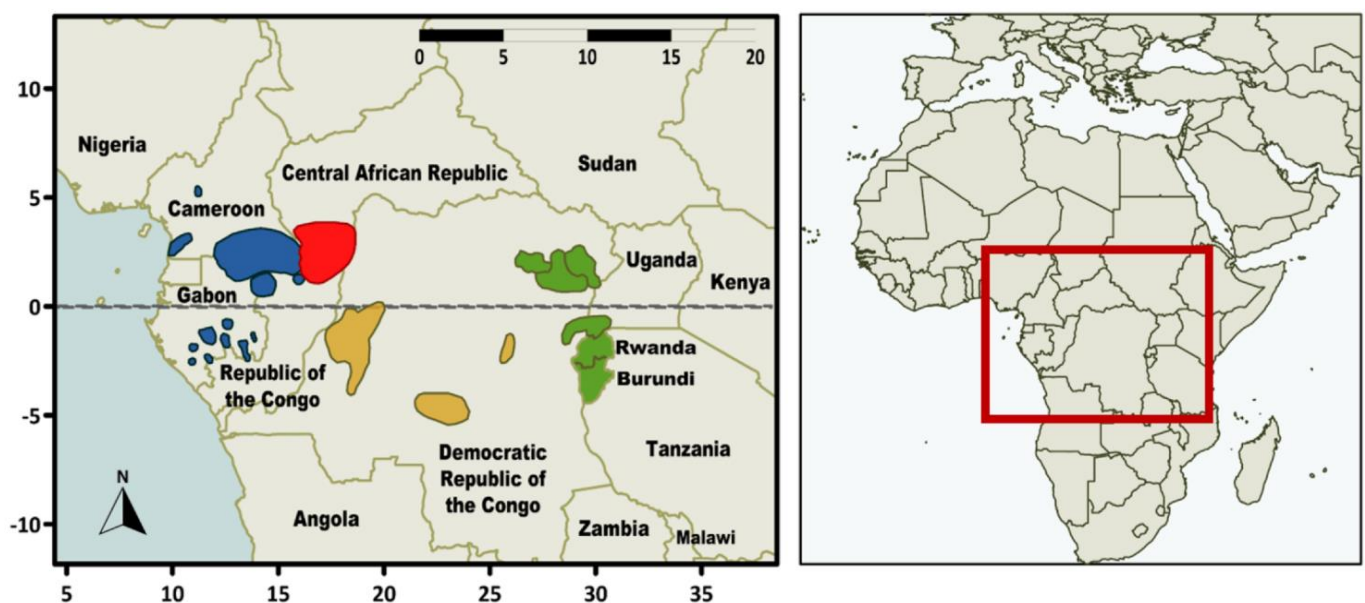 0 5 10 15 20
10
Nigeria
Central African Republic
Sudan
5
Cameroon
Uganda
Kenya
Gabon
0
Rwanda
Republic of
the Congo
Burundi
-5
Democratic
Republic of
the Congo
Tanzania
N
Angola
-10
Zambia
Malawi
5 10 15 20 25 30 35